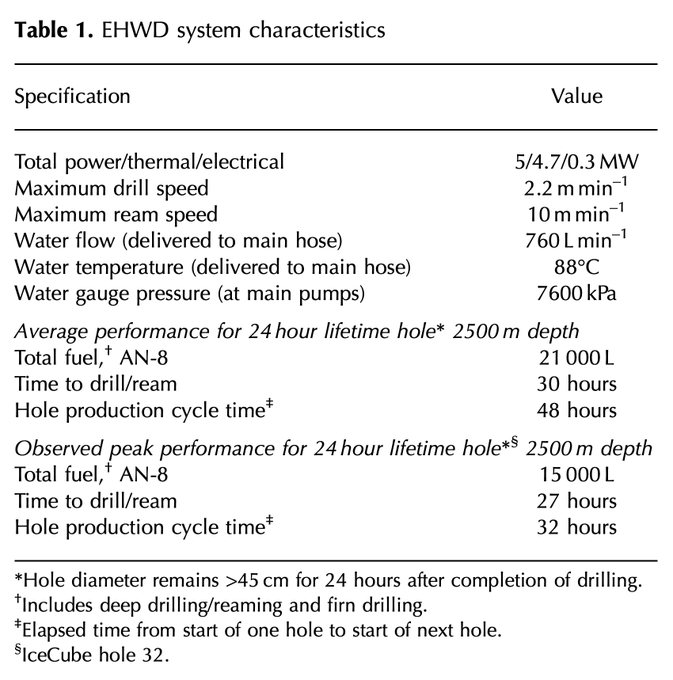 Table 1. EHWD system characteristics
Specification Value
Total power/thermal/electrical 5/4.7/0.3 MW
Maximum drill speed 2.2 m min⁻¹
Maximum ream speed 10 m min⁻¹
Water flow (delivered to main hose) 760 L min⁻¹
Water temperature (delivered to main hose) 88°C
Water gauge pressure (at main pumps) 7600 kPa
Average performance for 24 hour lifetime hole* 2500 m depth
Total fuel,† AN-8 21 000 L
Time to drill/ream 30 hours
Hole production cycle time‡ 48 hours
Observed peak performance for 24 hour lifetime hole*§ 2500 m depth
Total fuel,† AN-8 15 000 L
Time to drill/ream 27 hours
Hole production cycle time‡ 32 hours
*Hole diameter remains >45 cm for 24 hours after completion of drilling.
†Includes deep drilling/reaming and firn drilling.
‡Elapsed time from start of one hole to start of next hole.
§IceCube hole 32.